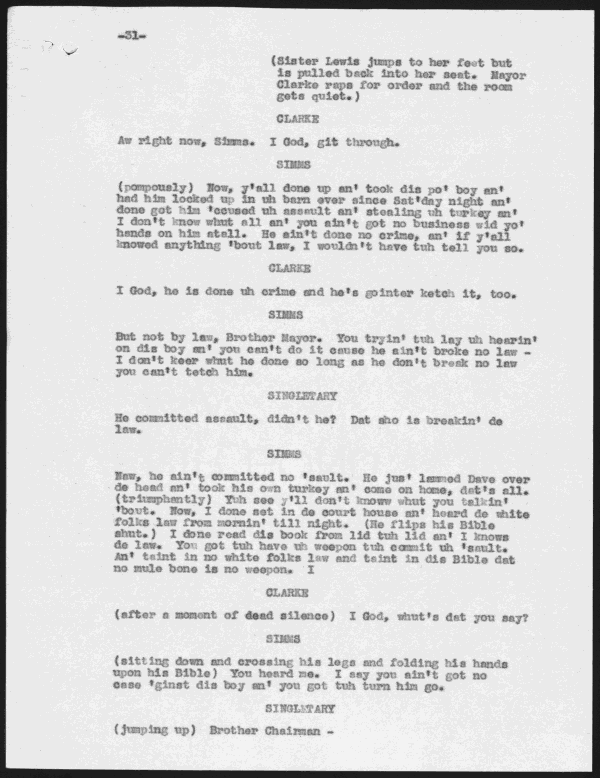 -31-
(Sister Lewis jumps to her feet but
is pulled back into her seat. Mayor
Clarke raps for order and the room
gets quiet.)
CLARKE
Aw right now, Simms. I God, git through.
SIMMS
(pompously) Now, y'all done up an' took dis po' boy an'
had him locked up in uh barn ever since Sat'day night an'
done got him 'ccused uh assault an' stealing uh turkey an'
I don't know whut all an' you ain't got no business wid yo'
hands on him atall. He ain't done no crime, an' if y'all
knowed anything 'bout law, I wouldn't have tuh tell you so.
CLARKE
I God, he is done uh crime and he's gointer ketch it, too.
SIMMS
But not by law, Brother Mayor. You tryin' tuh lay uh hearin'
on dis boy an' you can't do it cause he ain't broke no law -
I don't keer whut he done so long as he don't break no law
you can't tetch him.
SINGLETARY
He committed assault, didn't he? Dat sho is breakin' de
law.
SIMMS
Naw, he ain't committed no 'sault. He jus' lammed Dave over
de head an' took his own turkey an' come on home, dat's all.
(triumphantly) Yuh see y'll don't knoww whut you talkin'
'bout. Now, I done set in de court house an' heard de white
folks law from mornin' till night. (He flips his Bible
shut.) I done read dis book from lid tuh lid an' I knows
de law. You got tuh have uh weepon tuh commit uh 'sault.
An' taint in no white folks law and taint in dis Bible dat
no mule bone is no weepon. I
CLARKE
(after a moment of dead silence) I God, whut's dat you say?
SIMMS
(sitting down and crossing his legs and folding his hands
upon his Bible) You heard me. I say you ain't got no
case 'ginst dis boy an' you got tuh turn him go.
SINGLETARY
(jumping up) Brother Chairman -